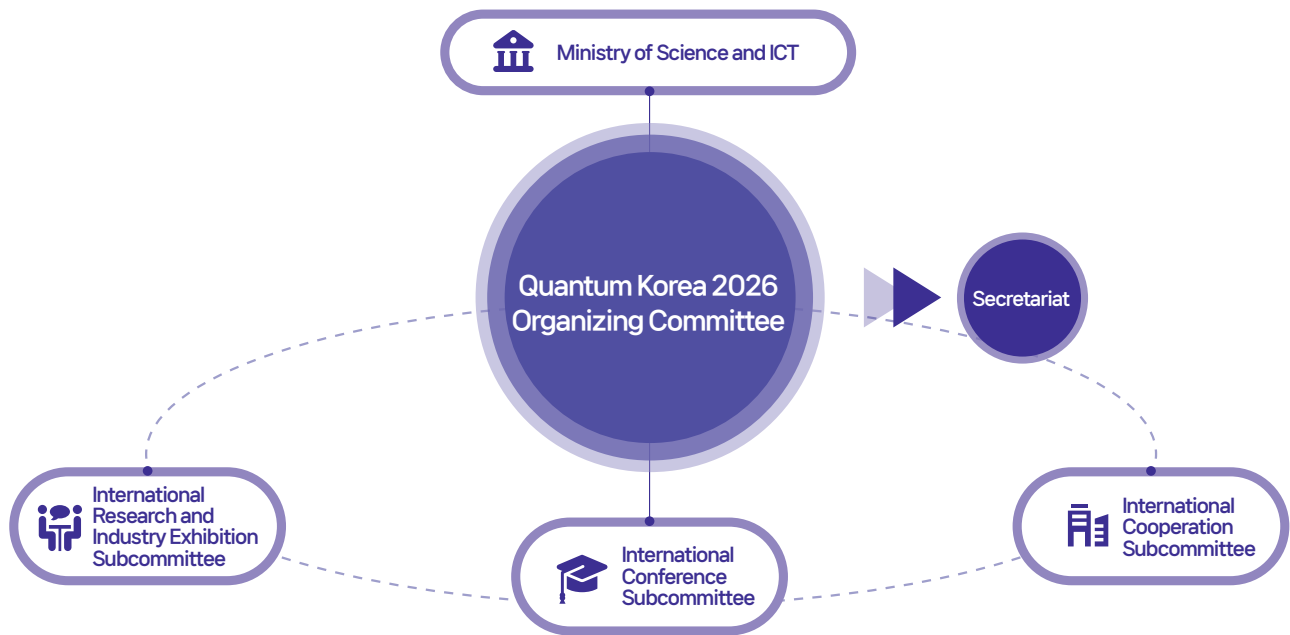 Ministry of Science and ICT
Quantum Korea 2026
Organizing Committee
Secretariat
International
Research and
Industry Exhibition
Subcommittee
International
Conference
Subcommittee
International
Cooperation
Subcommittee